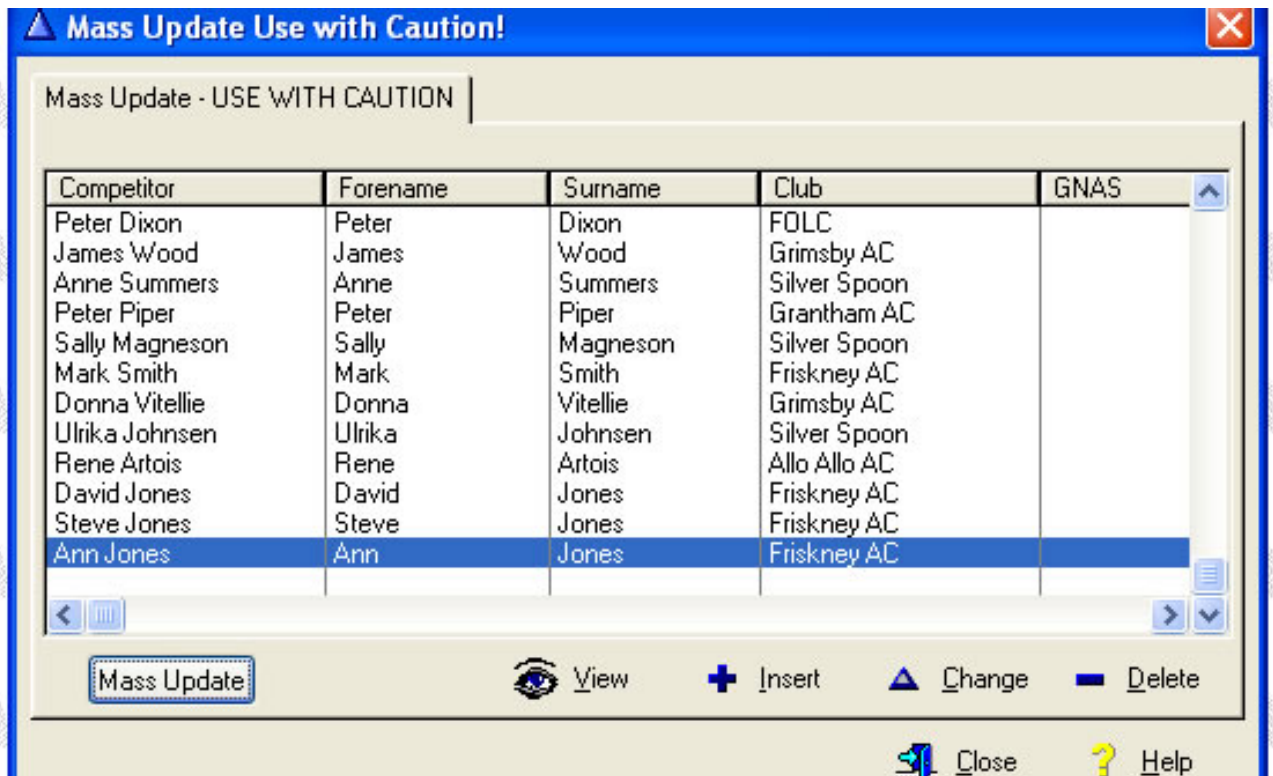 Mass Update Use with Caution!
Mass Update - USE WITH CAUTION
Competitor Forename Surname Club GNAS
Peter Dixon Peter Dixon FOLC
James Wood James Wood Grimsby AC
Anne Summers Anne Summers Silver Spoon
Peter Piper Peter Piper Grantham AC
Sally Magneson Sally Magneson Silver Spoon
Mark Smith Mark Smith Friskney AC
Donna Vitellie Donna Vitellie Grimsby AC
Ulrika Johnsen Ulrika Johnsen Silver Spoon
Rene Artois Rene Artois Allo Allo AC
David Jones David Jones Friskney AC
Steve Jones Steve Jones Friskney AC
Ann Jones Ann Jones Friskney AC
Mass Update View Insert Change Delete
Close Help